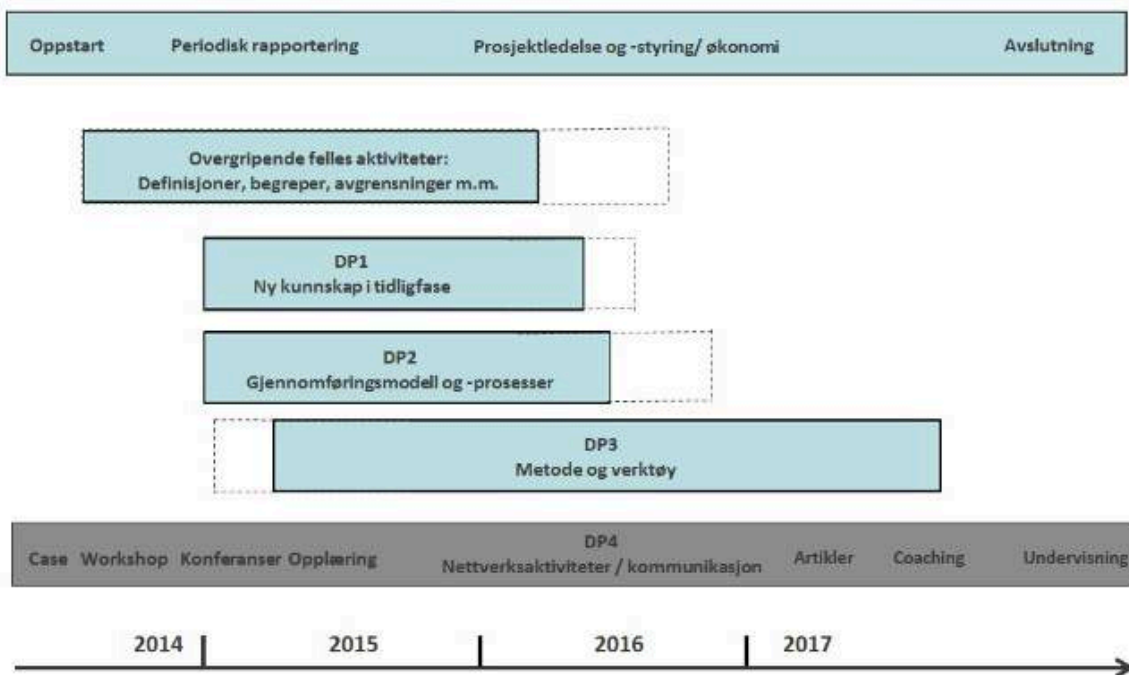 Oppstart Periodisk rapportering Prosjektledelse og -styring/ økonomi Avslutning
Overgripende felles aktiviteter:
Definisjoner, begreper, avgrensninger m.m.
DP1
Ny kunnskap i tidligfase
DP2
Gjennomføringsmodell og -prosesser
DP3
Metode og verktøy
DP4
Case Workshop Konferanser Opplæring Nettverksaktiviteter / kommunikasjon Artikler Coaching Undervisning
2014 2015 2016 2017